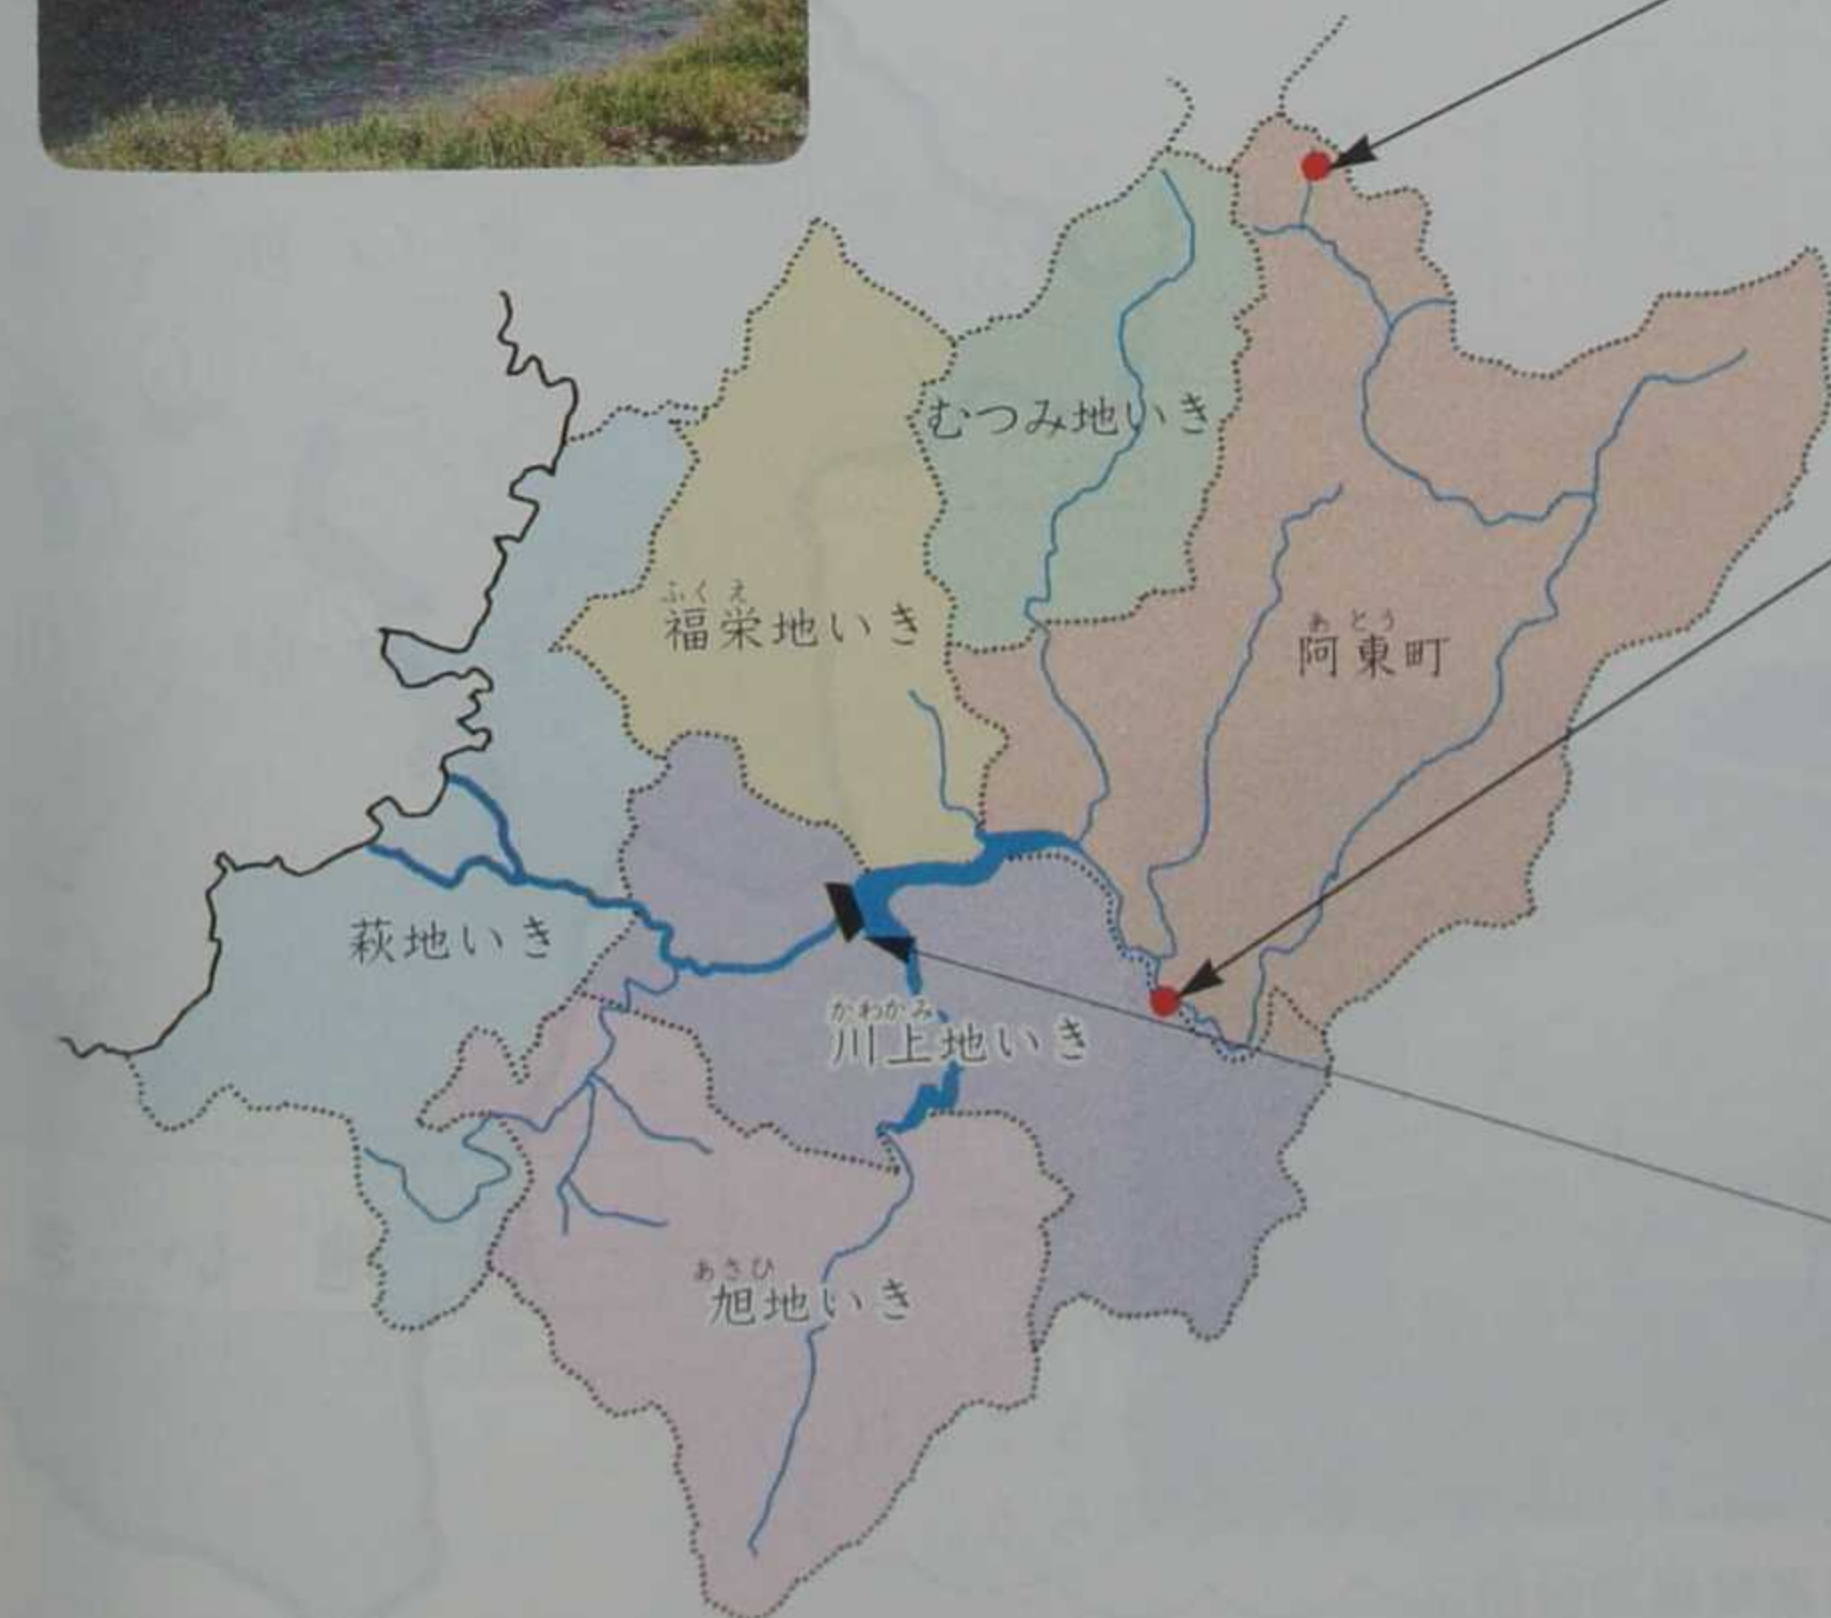 むつみ地いき
ふくえ
福栄地いき
あとう
阿東町
萩地いき
かわかみ
川上地いき
あさひ
旭地いき